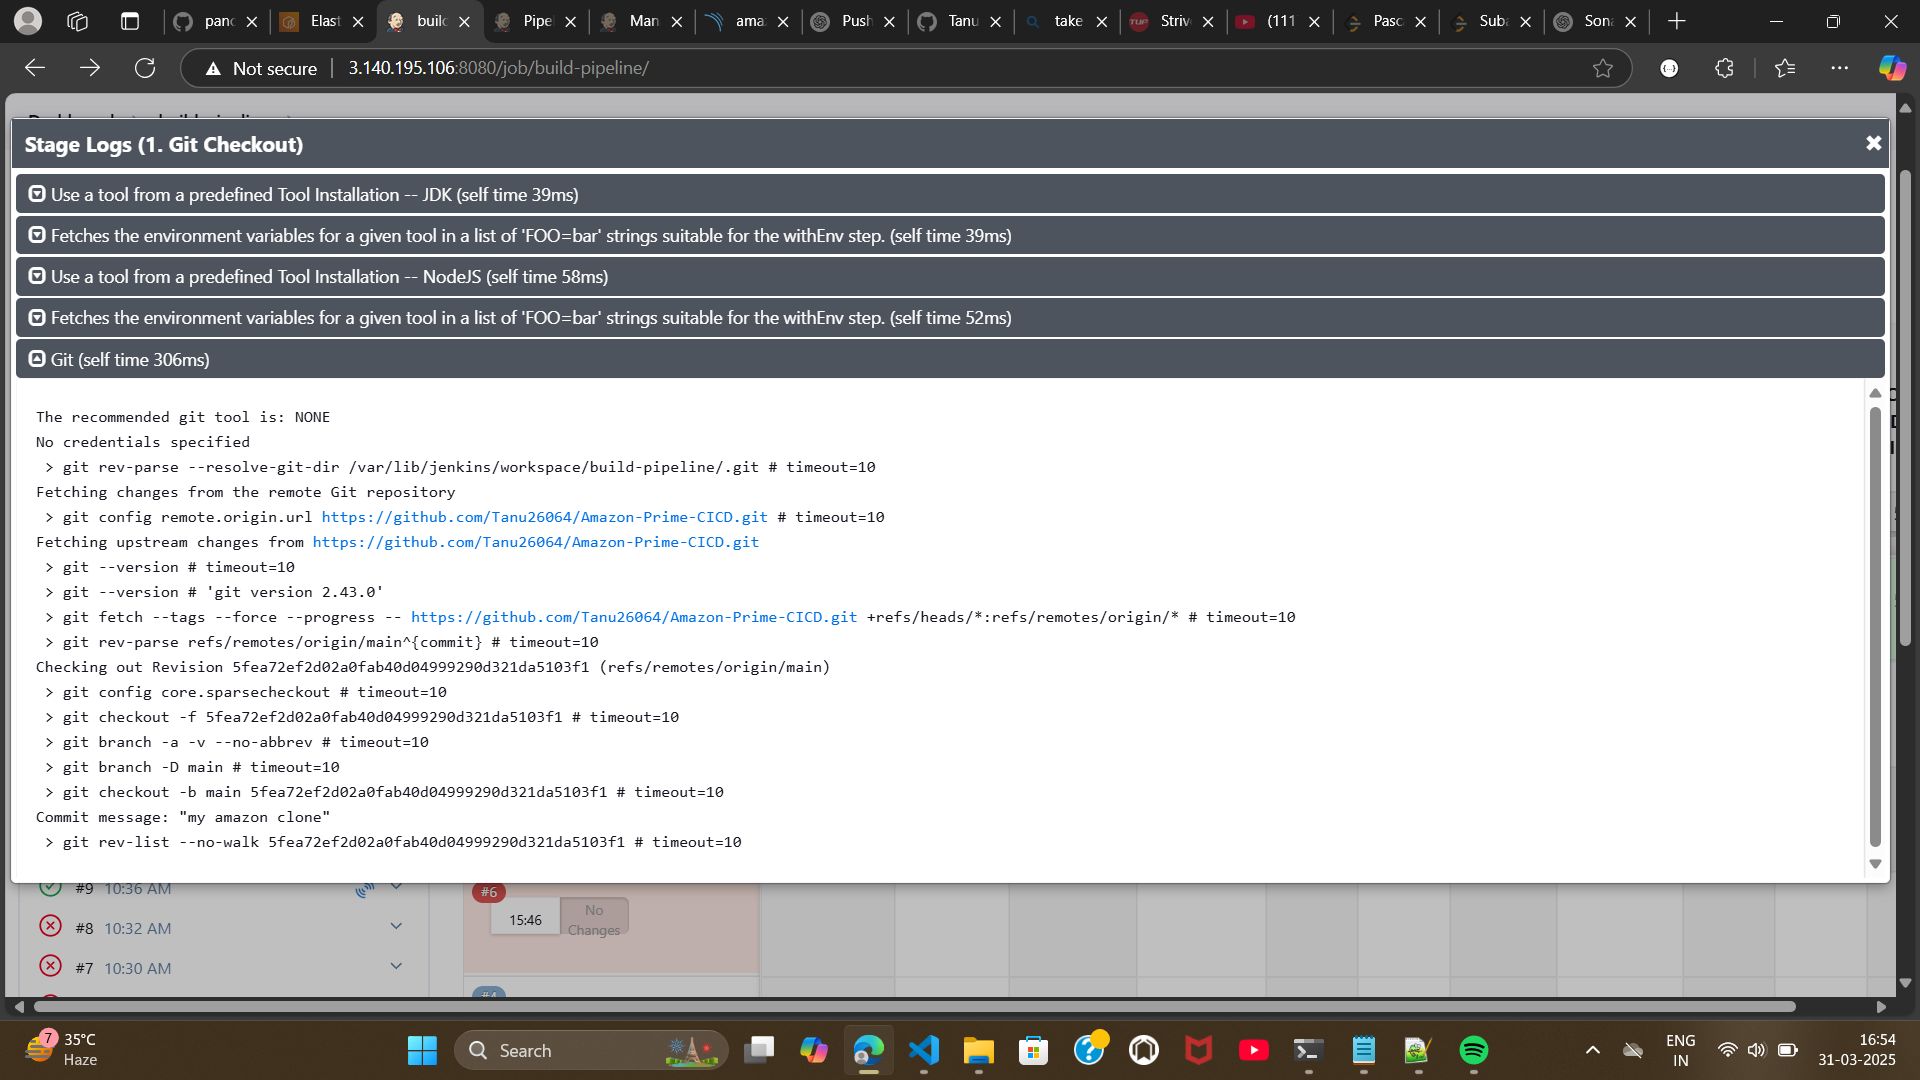 panc
Elast
build
Pipe
Man
ama
Push
Tanu
take
Strive
(111
Pasc
Suba
Son
Not secure
3.140.195.106:8080/job/build-pipeline/
Stage Logs (1. Git Checkout)
Use a tool from a predefined Tool Installation -- JDK (self time 39ms)
Fetches the environment variables for a given tool in a list of 'FOO=bar' strings suitable for the withEnv step. (self time 39ms)
Use a tool from a predefined Tool Installation -- NodeJS (self time 58ms)
Fetches the environment variables for a given tool in a list of 'FOO=bar' strings suitable for the withEnv step. (self time 52ms)
Git (self time 306ms)
The recommended git tool is: NONE
No credentials specified
> git rev-parse --resolve-git-dir /var/lib/jenkins/workspace/build-pipeline/.git # timeout=10
Fetching changes from the remote Git repository
> git config remote.origin.url https://github.com/Tanu26064/Amazon-Prime-CICD.git # timeout=10
Fetching upstream changes from https://github.com/Tanu26064/Amazon-Prime-CICD.git
> git --version # timeout=10
> git --version # 'git version 2.43.0'
> git fetch --tags --force --progress -- https://github.com/Tanu26064/Amazon-Prime-CICD.git +refs/heads/*:refs/remotes/origin/* # timeout=10
> git rev-parse refs/remotes/origin/main^{commit} # timeout=10
Checking out Revision 5fea72ef2d02a0fab40d04999290d321da5103f1 (refs/remotes/origin/main)
> git config core.sparsecheckout # timeout=10
> git checkout -f 5fea72ef2d02a0fab40d04999290d321da5103f1 # timeout=10
> git branch -a -v --no-abbrev # timeout=10
> git branch -D main # timeout=10
> git checkout -b main 5fea72ef2d02a0fab40d04999290d321da5103f1 # timeout=10
Commit message: "my amazon clone"
> git rev-list --no-walk 5fea72ef2d02a0fab40d04999290d321da5103f1 # timeout=10
#9 10:36 AM
#8 10:32 AM
#7 10:30 AM
#6
15:46
No
Changes
#4
7
35°C
Haze
Search
ENG
IN
16:54
31-03-2025